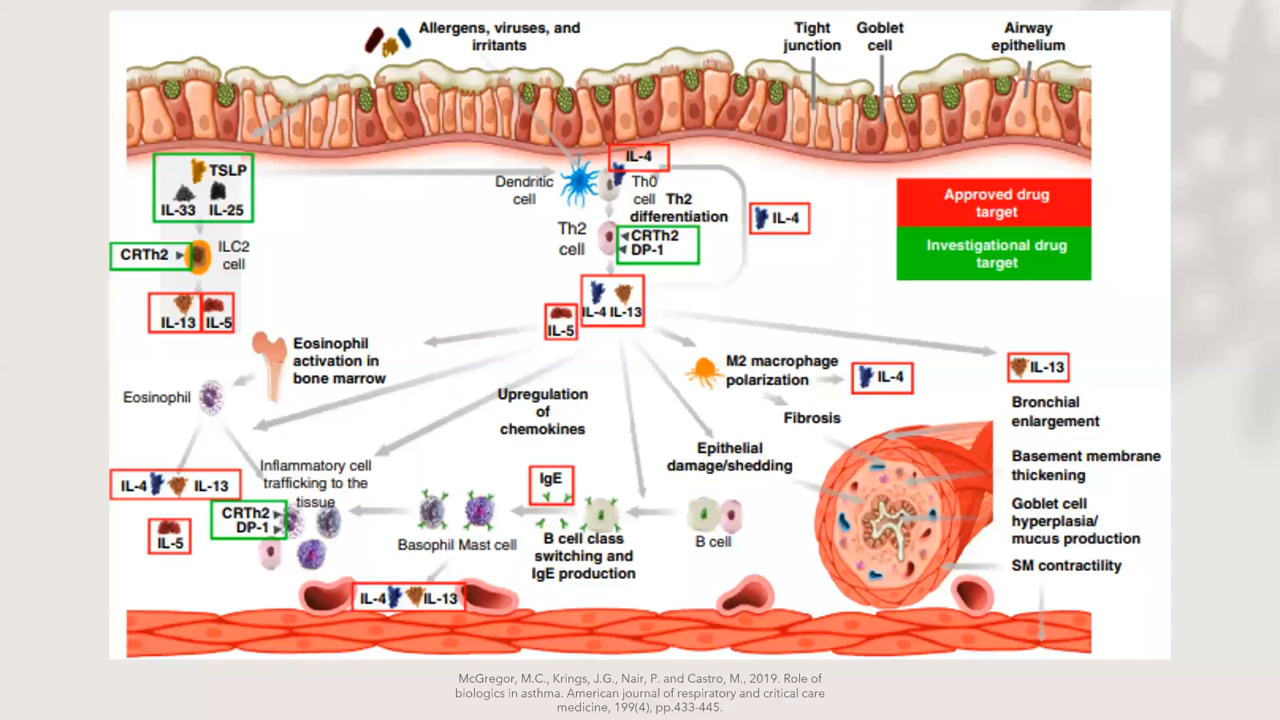 Allergens, viruses, and
irritants
Tight
junction
Goblet
cell
Airway
epithelium
TSLP
IL-33 IL-25
CRTh2
ILC2
cell
IL-13 IL-5
Dendritic
cell
IL-4
Th0
cell
Th2
differentiation
Th2
cell
CRTh2
DP-1
IL-4
IL-4 IL-13
IL-5
Approved drug
target
Investigational drug
target
Eosinophil
activation in
bone marrow
Eosinophil
Upregulation
of
chemokines
M2 macrophage
polarization
IL-4
Fibrosis
Epithelial
damage/shedding
IL-13
Bronchial
enlargement
Basement membrane
thickening
Goblet cell
hyperplasia/
mucus production
SM contractility
IL-4 IL-13
IL-5
Inflammatory cell
trafficking to the
tissue
CRTh2
DP-1
Basophil Mast cell
IgE
B cell class
switching and
IgE production
B cell
IL-4 IL-13
McGregor, M.C., Krings, J.G., Nair, P. and Castro, M., 2019. Role of
biologics in asthma. American journal of respiratory and critical care
medicine, 199(4), pp.433-445.